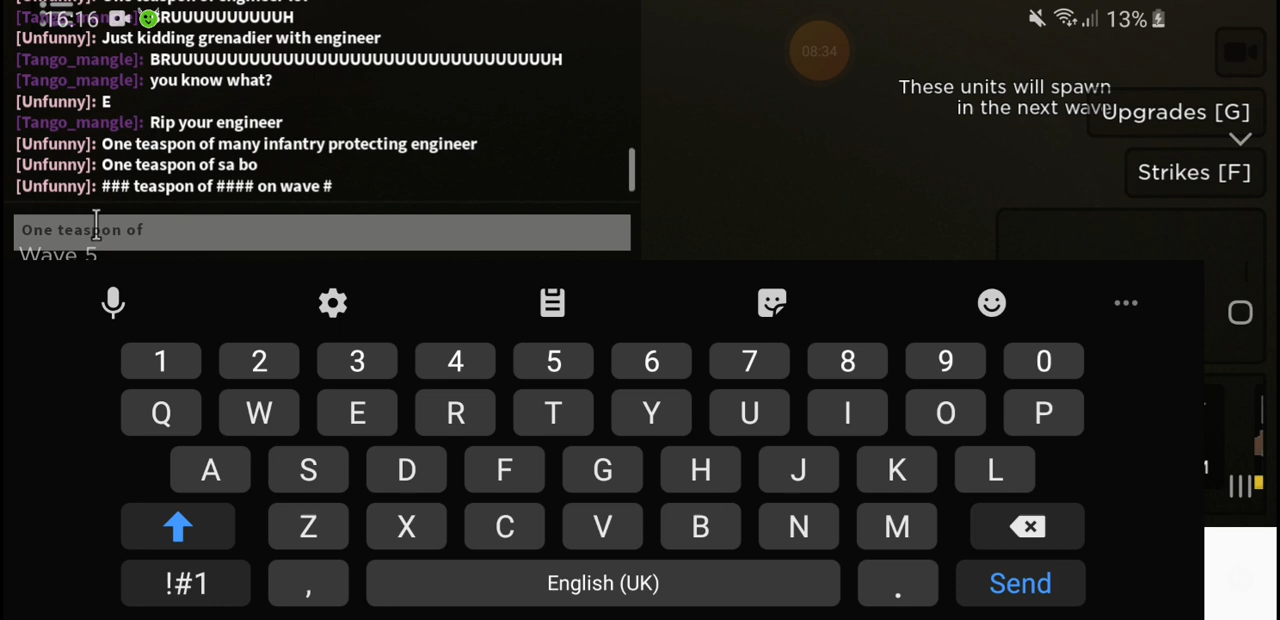 16:16
13%
08:34
[Tango_mangle]: BRUUUUUUUUUUH
[Unfunny]: Just kidding grenadier with engineer
[Tango_mangle]: BRUUUUUUUUUUUUUUUUUUUUUUUUUUUUUUUUUUH
[Tango_mangle]: you know what?
[Unfunny]: E
[Tango_mangle]: Rip your engineer
[Unfunny]: One teaspon of many infantry protecting engineer
[Unfunny]: One teaspon of sa bo
[Unfunny]: ### teaspon of #### on wave #
One teaspon of
Wave 5
These units will spawn
in the next wave
Upgrades [G]
Strikes [F]
1 2 3 4 5 6 7 8 9 0
Q W E R T Y U I O P
A S D F G H J K L
Z X C V B N M
!#1 , English (UK) . Send